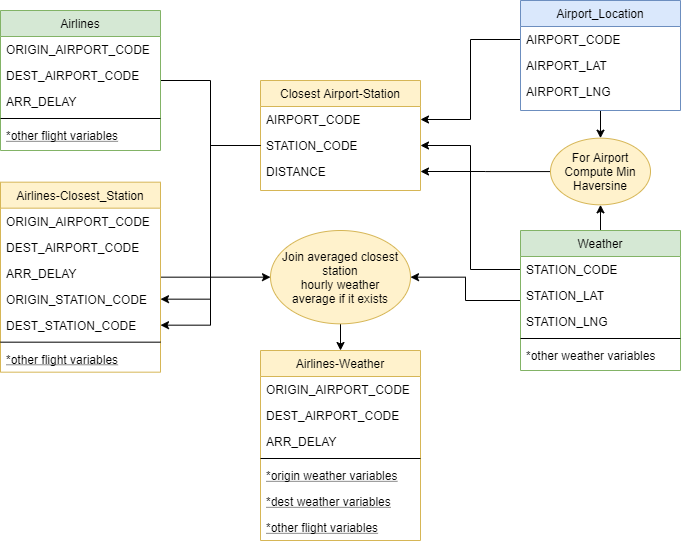 Airlines
ORIGIN_AIRPORT_CODE
DEST_AIRPORT_CODE
ARR_DELAY
*other flight variables
Airport_Location
AIRPORT_CODE
AIRPORT_LAT
AIRPORT_LNG
Closest Airport-Station
AIRPORT_CODE
STATION_CODE
DISTANCE
For Airport
Compute Min
Haversine
Airlines-Closest_Station
ORIGIN_AIRPORT_CODE
DEST_AIRPORT_CODE
ARR_DELAY
ORIGIN_STATION_CODE
DEST_STATION_CODE
*other flight variables
Join averaged closest
station
hourly weather
average if it exists
Weather
STATION_CODE
STATION_LAT
STATION_LNG
*other weather variables
Airlines-Weather
ORIGIN_AIRPORT_CODE
DEST_AIRPORT_CODE
ARR_DELAY
*origin weather variables
*dest weather variables
*other flight variables